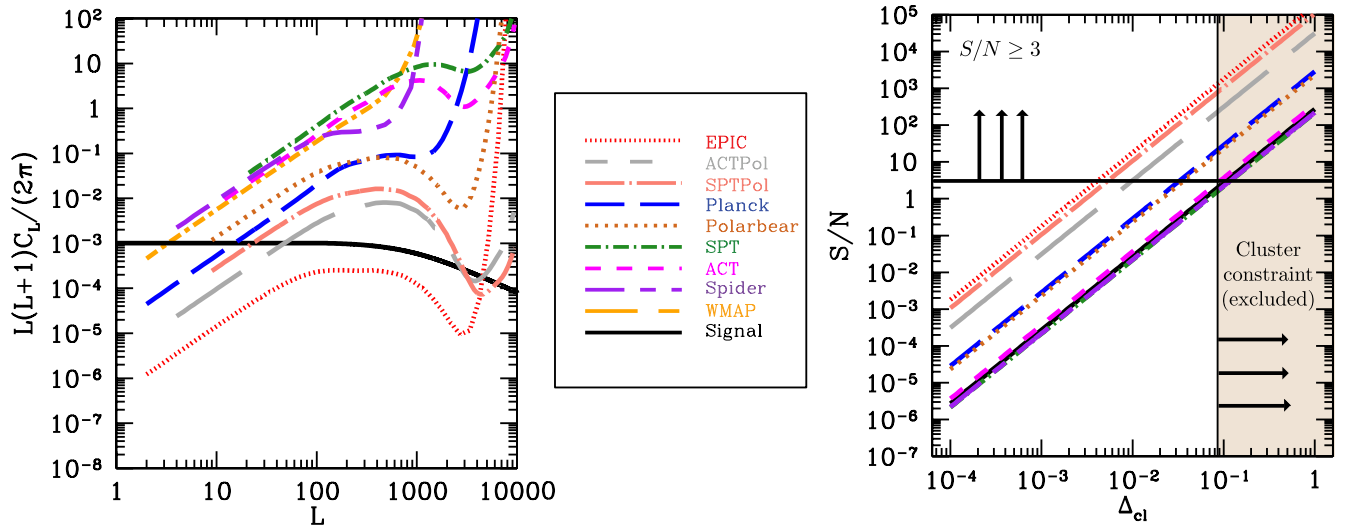 L(L+1)C_L/(2π)
10²
10
1
10⁻¹
10⁻²
10⁻³
10⁻⁴
10⁻⁵
10⁻⁶
10⁻⁷
10⁻⁸
1 10 100 1000 10000
L
EPIC
ACTPol
SPTPol
Planck
Polarbear
SPT
ACT
Spider
WMAP
Signal
S/N
10⁵
10⁴
10³
10²
10
1
10⁻¹
10⁻²
10⁻³
10⁻⁴
10⁻⁵
10⁻⁶
10⁻⁷
S/N ≥ 3
Cluster
constraint
(excluded)
10⁻⁴ 10⁻³ 10⁻² 10⁻¹ 1
Δ_cl